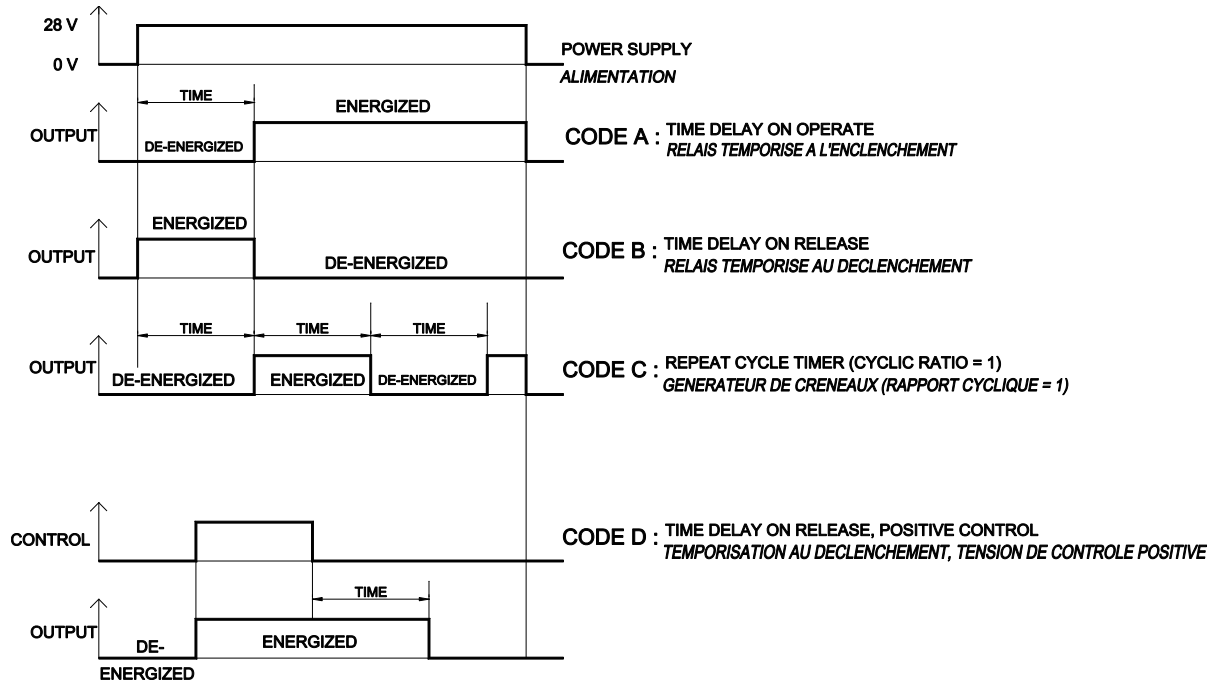 28 V
0 V
POWER SUPPLY
ALIMENTATION
TIME
ENERGIZED
OUTPUT
DE-ENERGIZED
CODE A : TIME DELAY ON OPERATE
RELAIS TEMPORISE A L'ENCLENCHEMENT
ENERGIZED
OUTPUT
DE-ENERGIZED
CODE B : TIME DELAY ON RELEASE
RELAIS TEMPORISE AU DECLENCHEMENT
TIME TIME TIME
OUTPUT
DE-ENERGIZED ENERGIZED DE-ENERGIZED
CODE C : REPEAT CYCLE TIMER (CYCLIC RATIO = 1)
GENERATEUR DE CRENEAUX (RAPPORT CYCLIQUE = 1)
CONTROL
CODE D : TIME DELAY ON RELEASE, POSITIVE CONTROL
TEMPORISATION AU DECLENCHEMENT, TENSION DE CONTROLE POSITIVE
TIME
OUTPUT
DE-
ENERGIZED
ENERGIZED